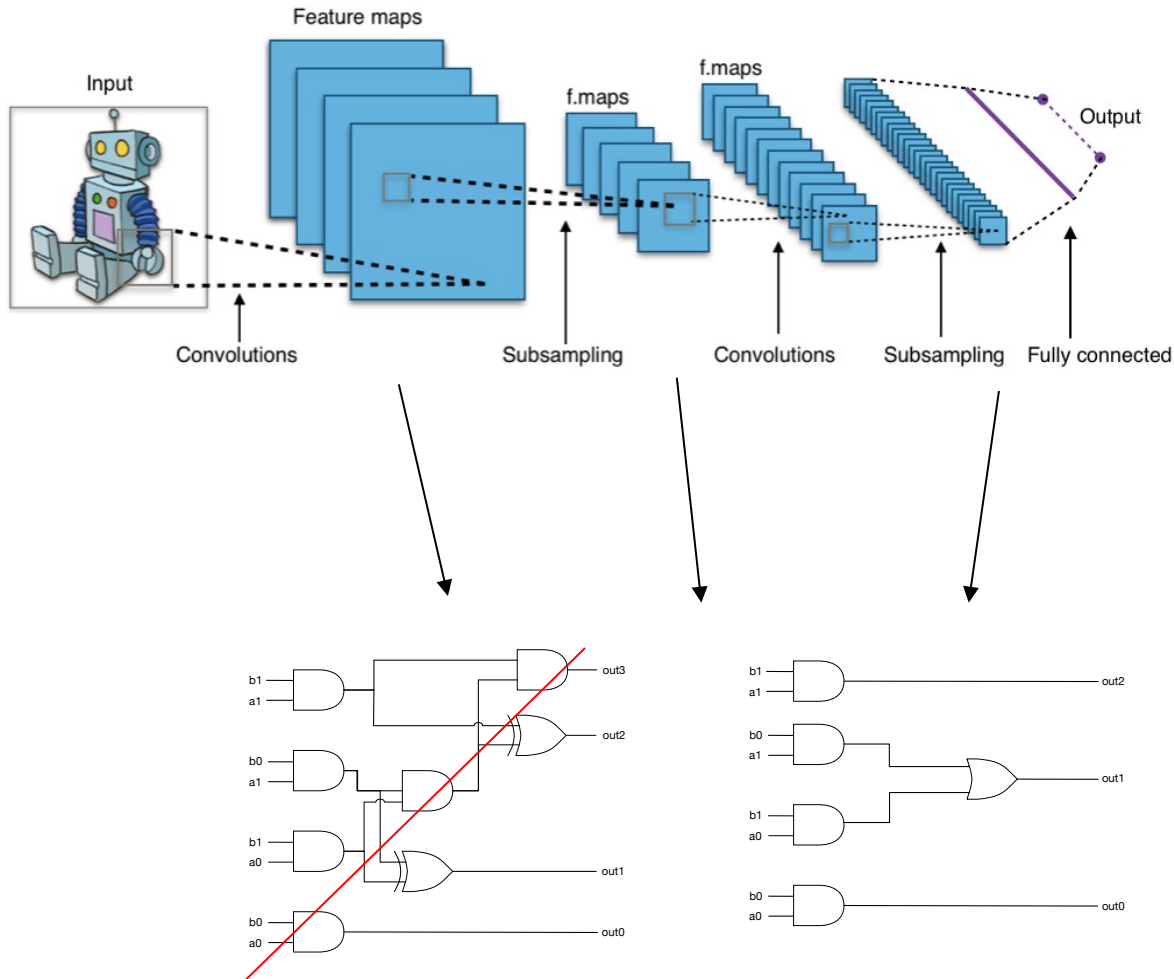 Feature maps
f.maps
Input
f.maps
Output
Convolutions
Subsampling
Convolutions
Subsampling
Fully connected
b1
a1
out3
out2
b0
a1
b1
a0
out1
b0
a0
out0
b1
a1
out2
b0
a1
out1
b1
a0
b0
a0
out0